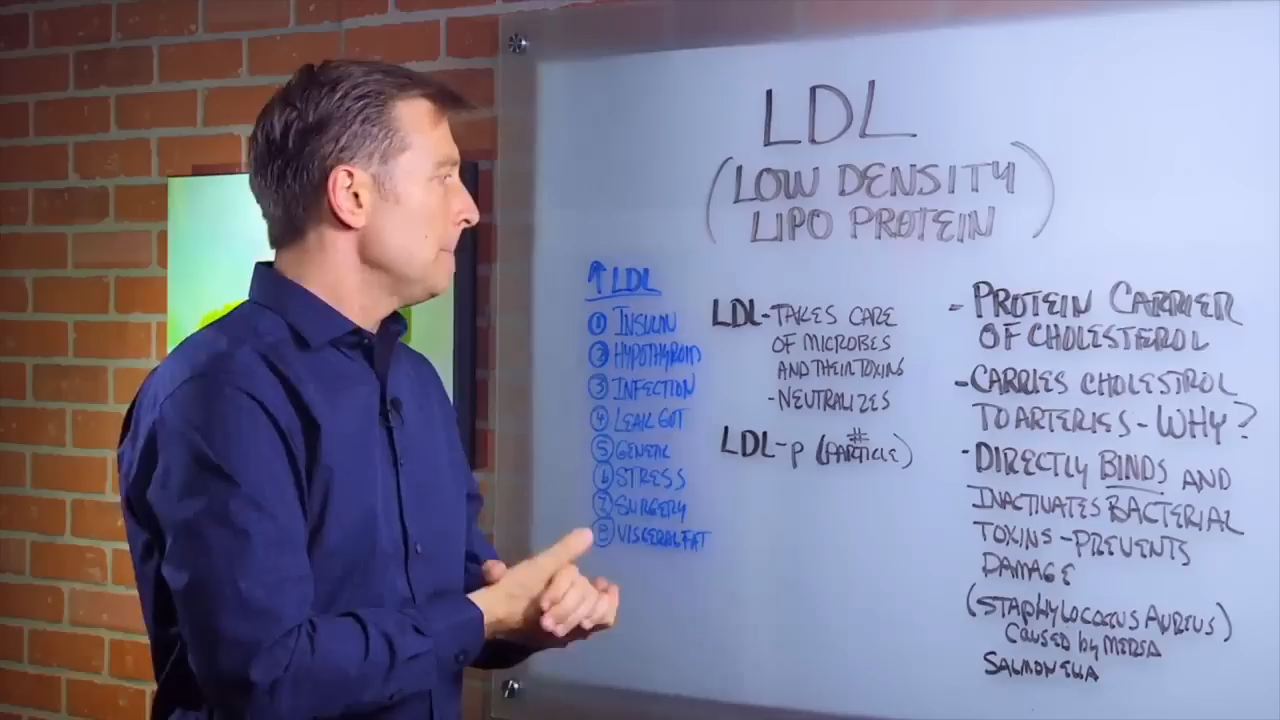 LDL
(LOW DENSITY
LIPO PROTEIN)
↑ LDL
① INSULIN
② HYPOTHYROID
③ INFECTION
④ LEAK GUT
⑤
⑥ STRESS
⑦ SURGERY
⑧ VISCERAL FAT
LDL-TAKES CARE
OF MICROBES
AND THEIR TOXINS
-NEUTRALIZES
LDL-p (PARTICLE #)
- PROTEIN CARRIER
OF CHOLESTEROL
-CARRIES CHOLESTROL
TO ARTERIES-WHY?
-DIRECTLY BINDS AND
INACTIVATES BACTERIAL
TOXINS-PREVENTS
DAMAGE
(STAPHYLOCOCCUS AUREUS)
CAUSED by MERSA
SALMONELLA